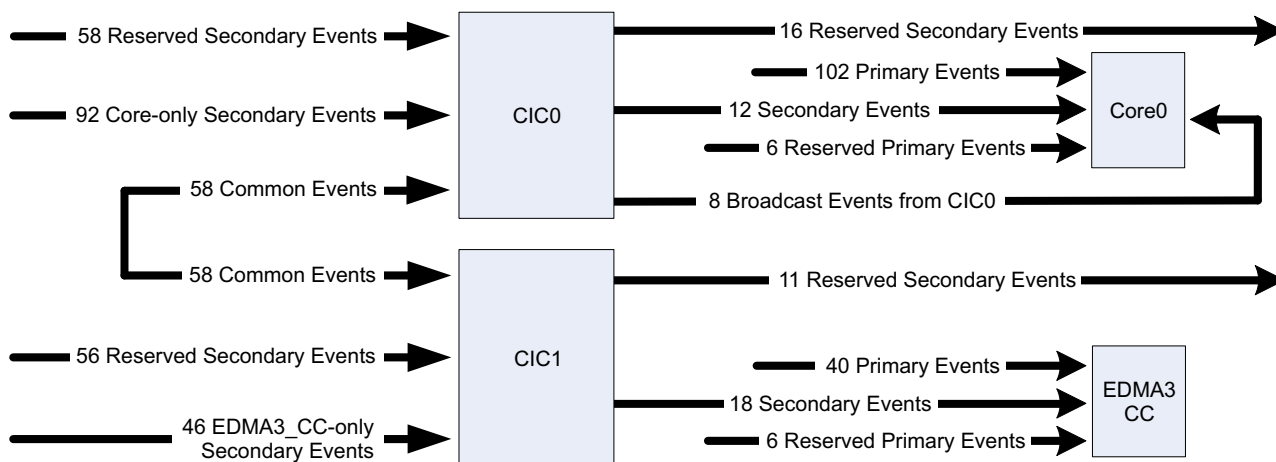 58 Reserved Secondary Events
16 Reserved Secondary Events
102 Primary Events
92 Core-only Secondary Events
CIC0
12 Secondary Events
Core0
6 Reserved Primary Events
58 Common Events
8 Broadcast Events from CIC0
58 Common Events
11 Reserved Secondary Events
56 Reserved Secondary Events
CIC1
40 Primary Events
EDMA3
CC
18 Secondary Events
46 EDMA3_CC-only
Secondary Events
6 Reserved Primary Events